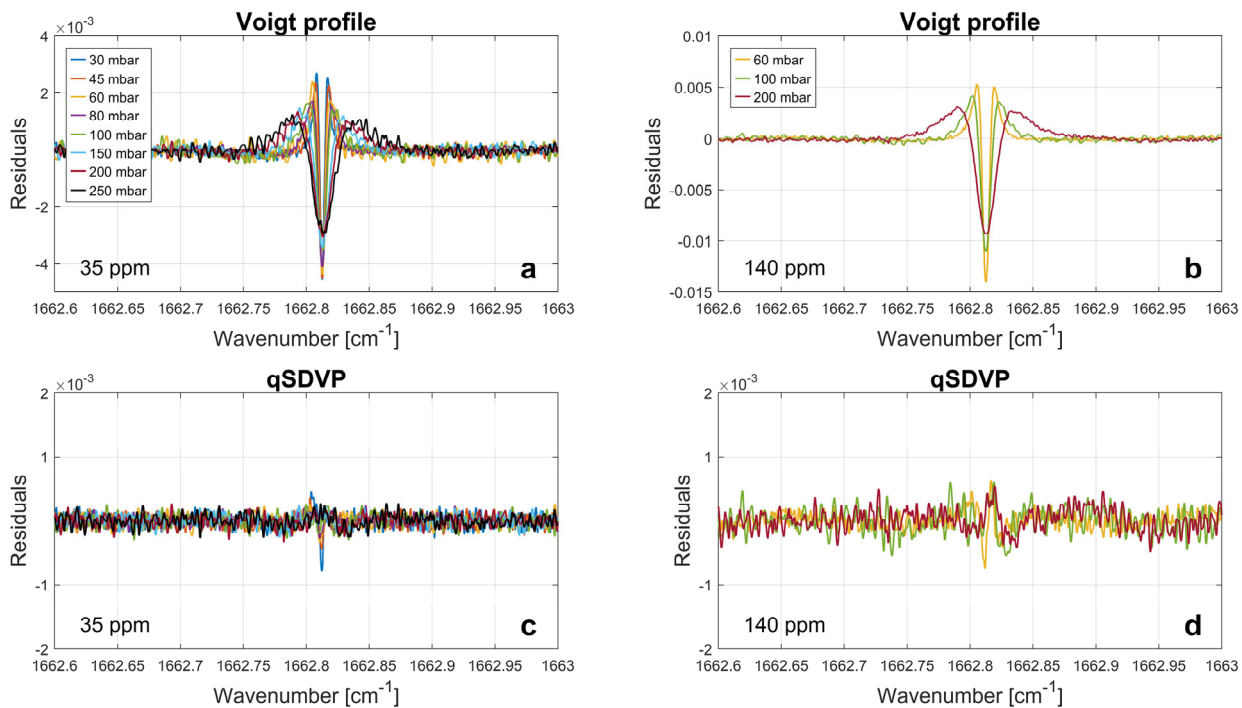 Voigt profile
×10⁻³
4
2
0
-2
-4
Residuals
30 mbar
45 mbar
60 mbar
80 mbar
100 mbar
150 mbar
200 mbar
250 mbar
35 ppm
a
1662.6 1662.65 1662.7 1662.75 1662.8 1662.85 1662.9 1662.95 1663
Wavenumber [cm⁻¹]
Voigt profile
0.01
0.005
0
-0.005
-0.01
-0.015
Residuals
60 mbar
100 mbar
200 mbar
140 ppm
b
1662.6 1662.65 1662.7 1662.75 1662.8 1662.85 1662.9 1662.95 1663
Wavenumber [cm⁻¹]
qSDVP
×10⁻³
2
1
0
-1
-2
Residuals
35 ppm
c
1662.6 1662.65 1662.7 1662.75 1662.8 1662.85 1662.9 1662.95 1663
Wavenumber [cm⁻¹]
qSDVP
×10⁻³
2
1
0
-1
-2
Residuals
140 ppm
d
1662.6 1662.65 1662.7 1662.75 1662.8 1662.85 1662.9 1662.95 1663
Wavenumber [cm⁻¹]